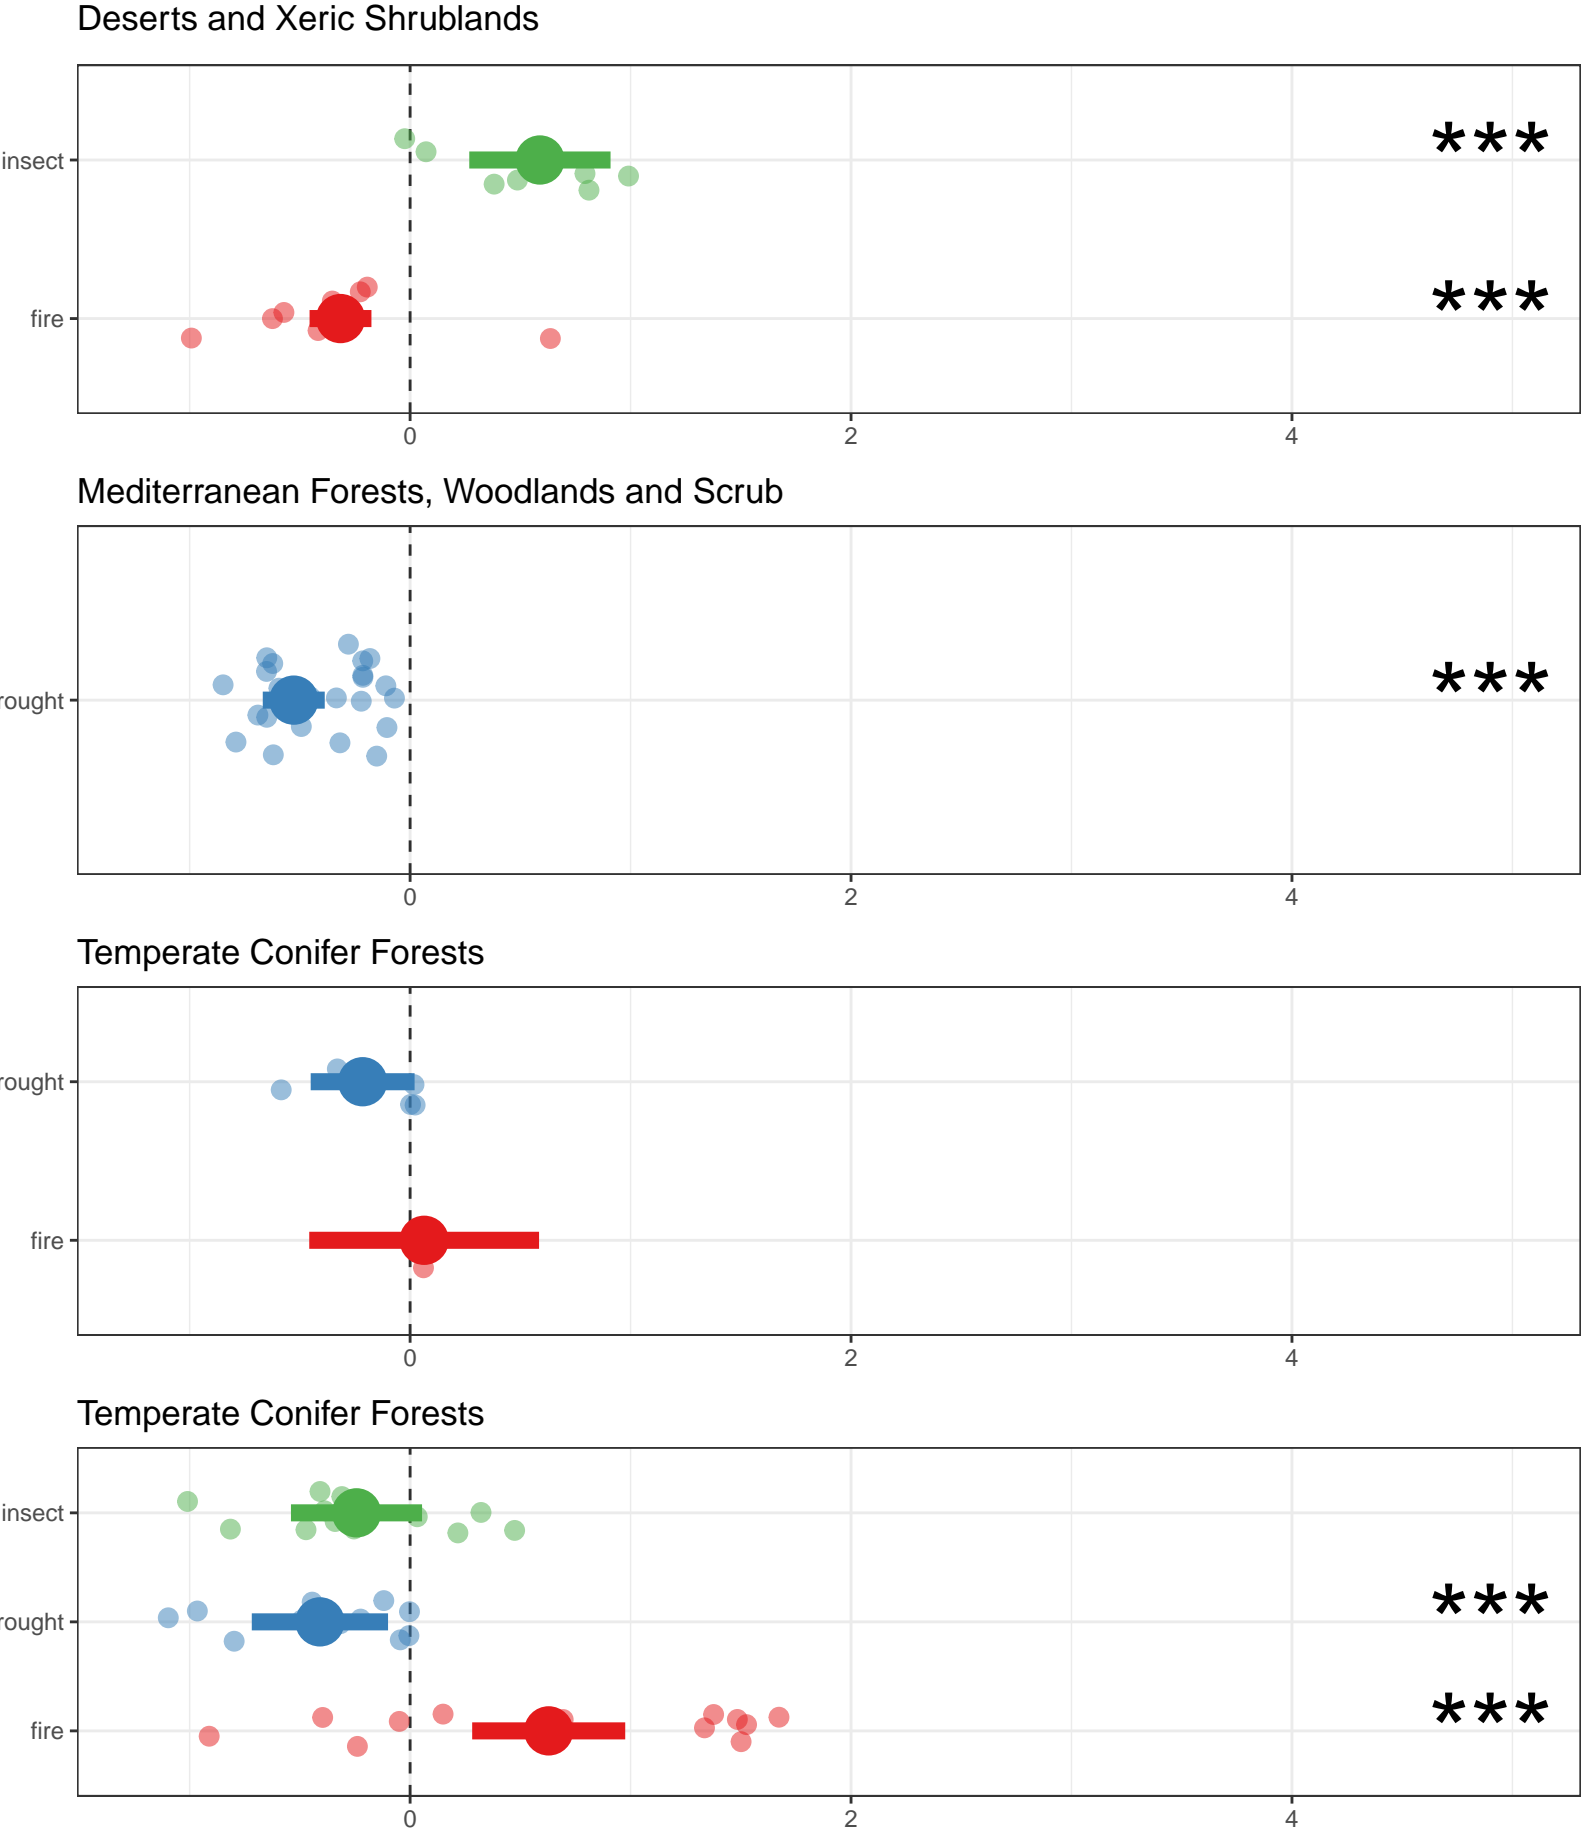 Deserts and Xeric Shrublands
insect
***
fire
***
0 2 4
Mediterranean Forests, Woodlands and Scrub
rought
***
0 2 4
Temperate Conifer Forests
rought
fire
0 2 4
Temperate Conifer Forests
insect
rought
***
fire
***
0 2 4